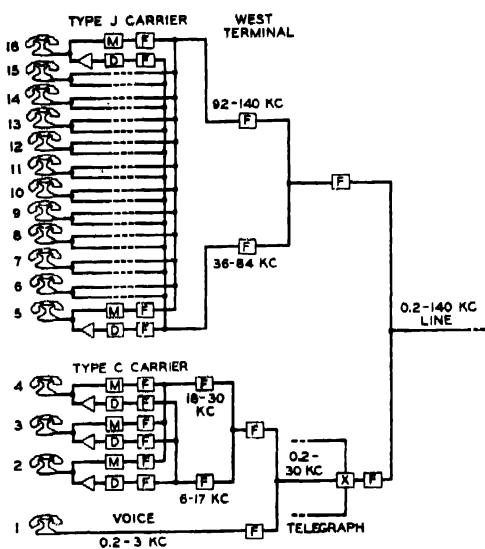 TYPE J CARRIER
WEST
TERMINAL
16
M F
D F
15
14
13
12
11
10
9
8
7
6
5
M F
D F
92-140 KC
F
F
F
36-84 KC
0.2-140 KC
LINE
TYPE C CARRIER
4
M F
D F
3
M F
D F
2
M F
D F
F
18-30
KC
F
6-17 KC
F
0.2-
30 KC
X F
TELEGRAPH
1
VOICE
0.2-3 KC
F